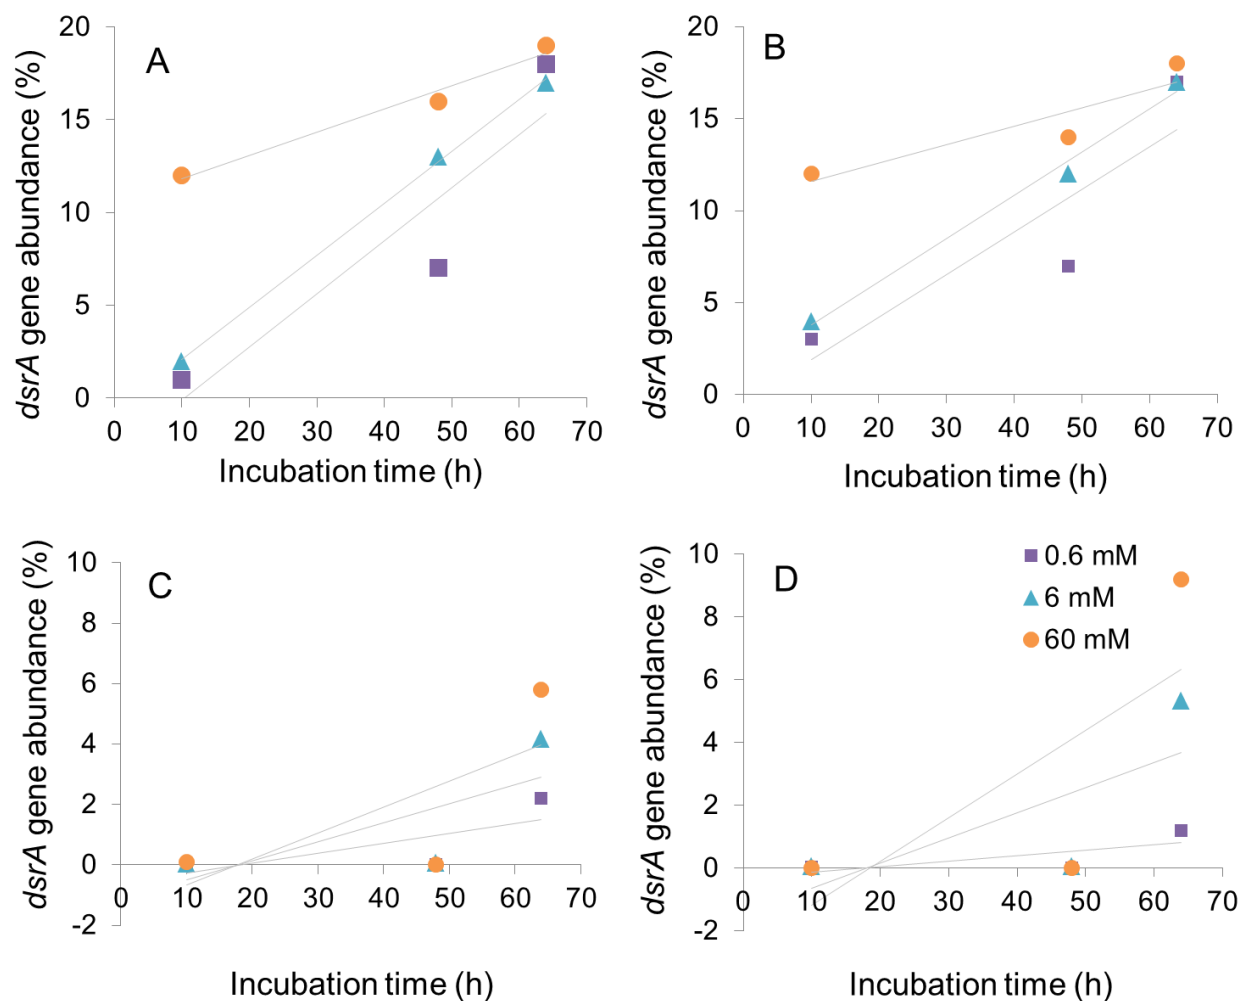 A
dsrA gene abundance (%)
20
15
10
5
0
0 10 20 30 40 50 60 70
Incubation time (h)
B
dsrA gene abundance (%)
20
15
10
5
0
0 10 20 30 40 50 60 70
Incubation time (h)
C
dsrA gene abundance (%)
10
8
6
4
2
0
-2
0 10 20 30 40 50 60 70
Incubation time (h)
D
dsrA gene abundance (%)
10
8
6
4
2
0
-2
0 10 20 30 40 50 60 70
Incubation time (h)
0.6 mM
6 mM
60 mM